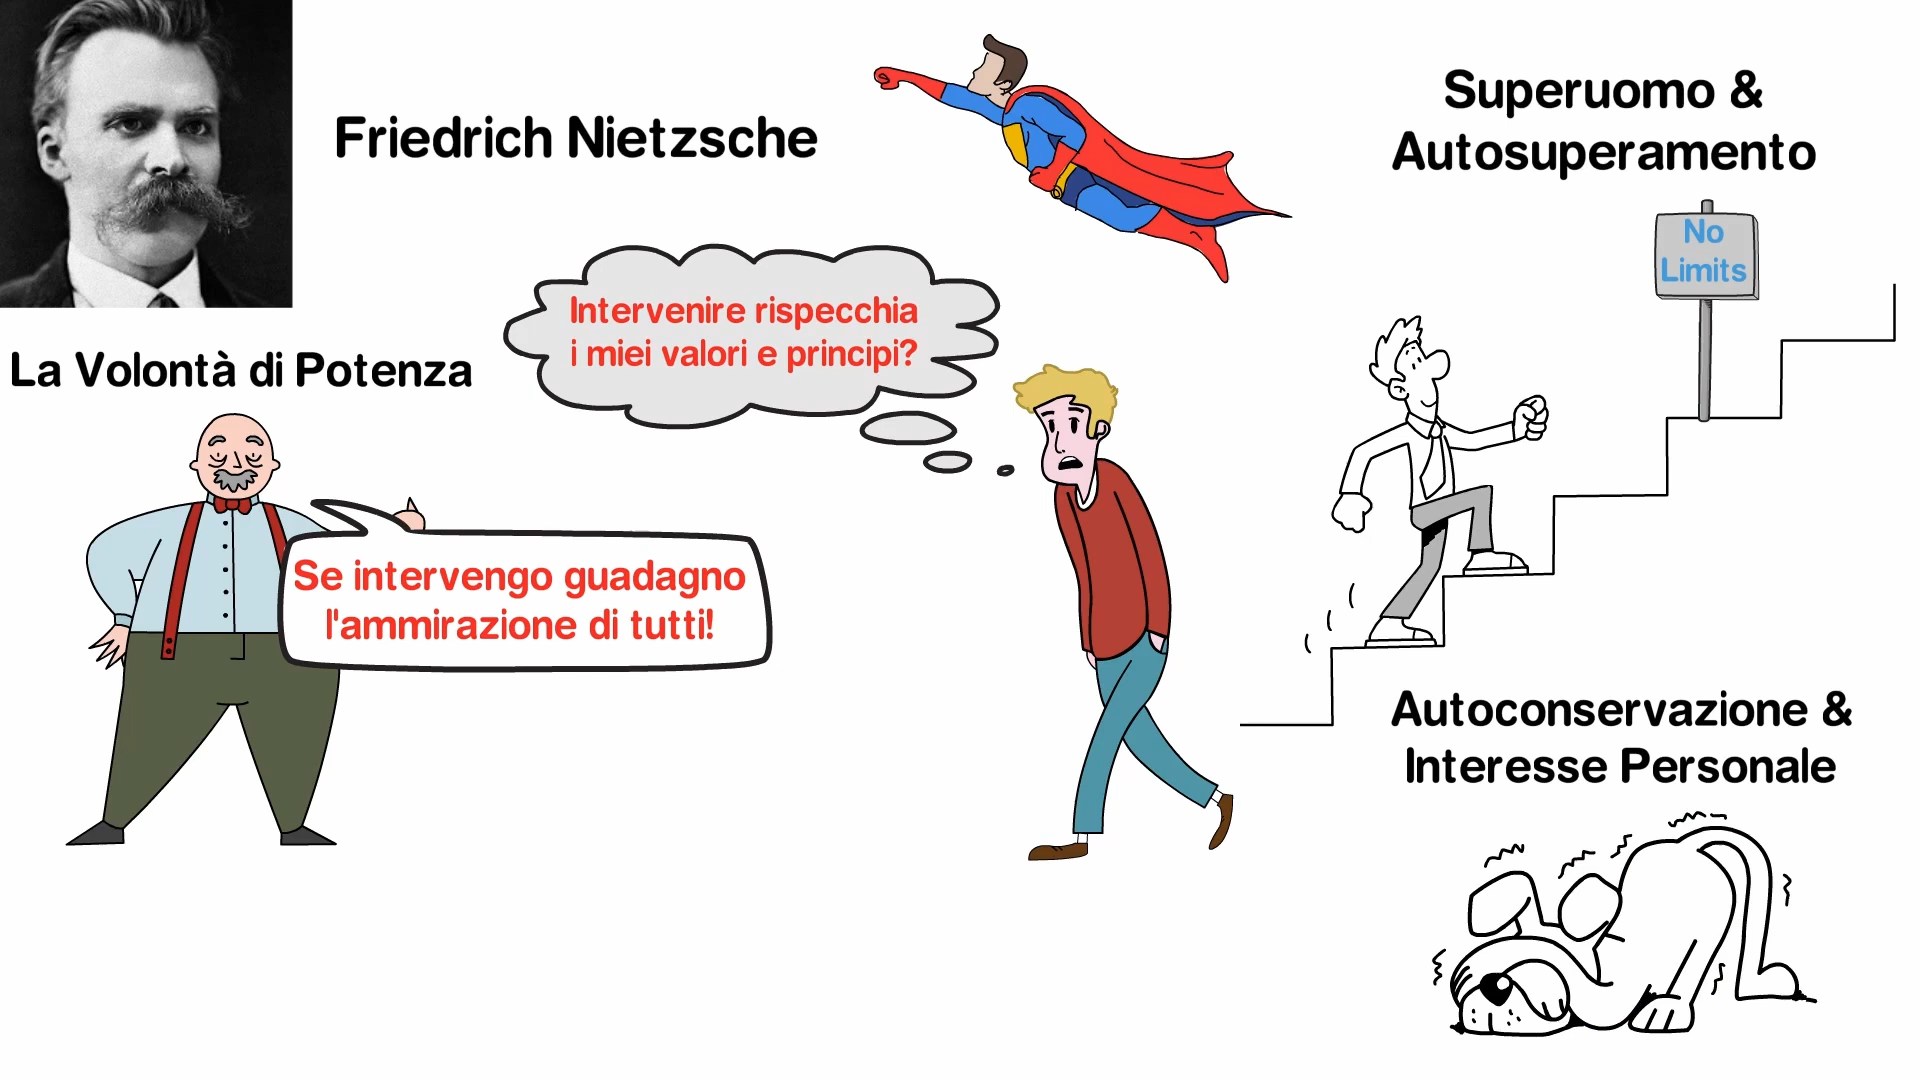 Friedrich Nietzsche
Superuomo &
Autosuperamento
No
Limits
Intervenire rispecchia
i miei valori e principi?
La Volontà di Potenza
Se intervengo guadagno
l'ammirazione di tutti!
Autoconservazione &
Interesse Personale